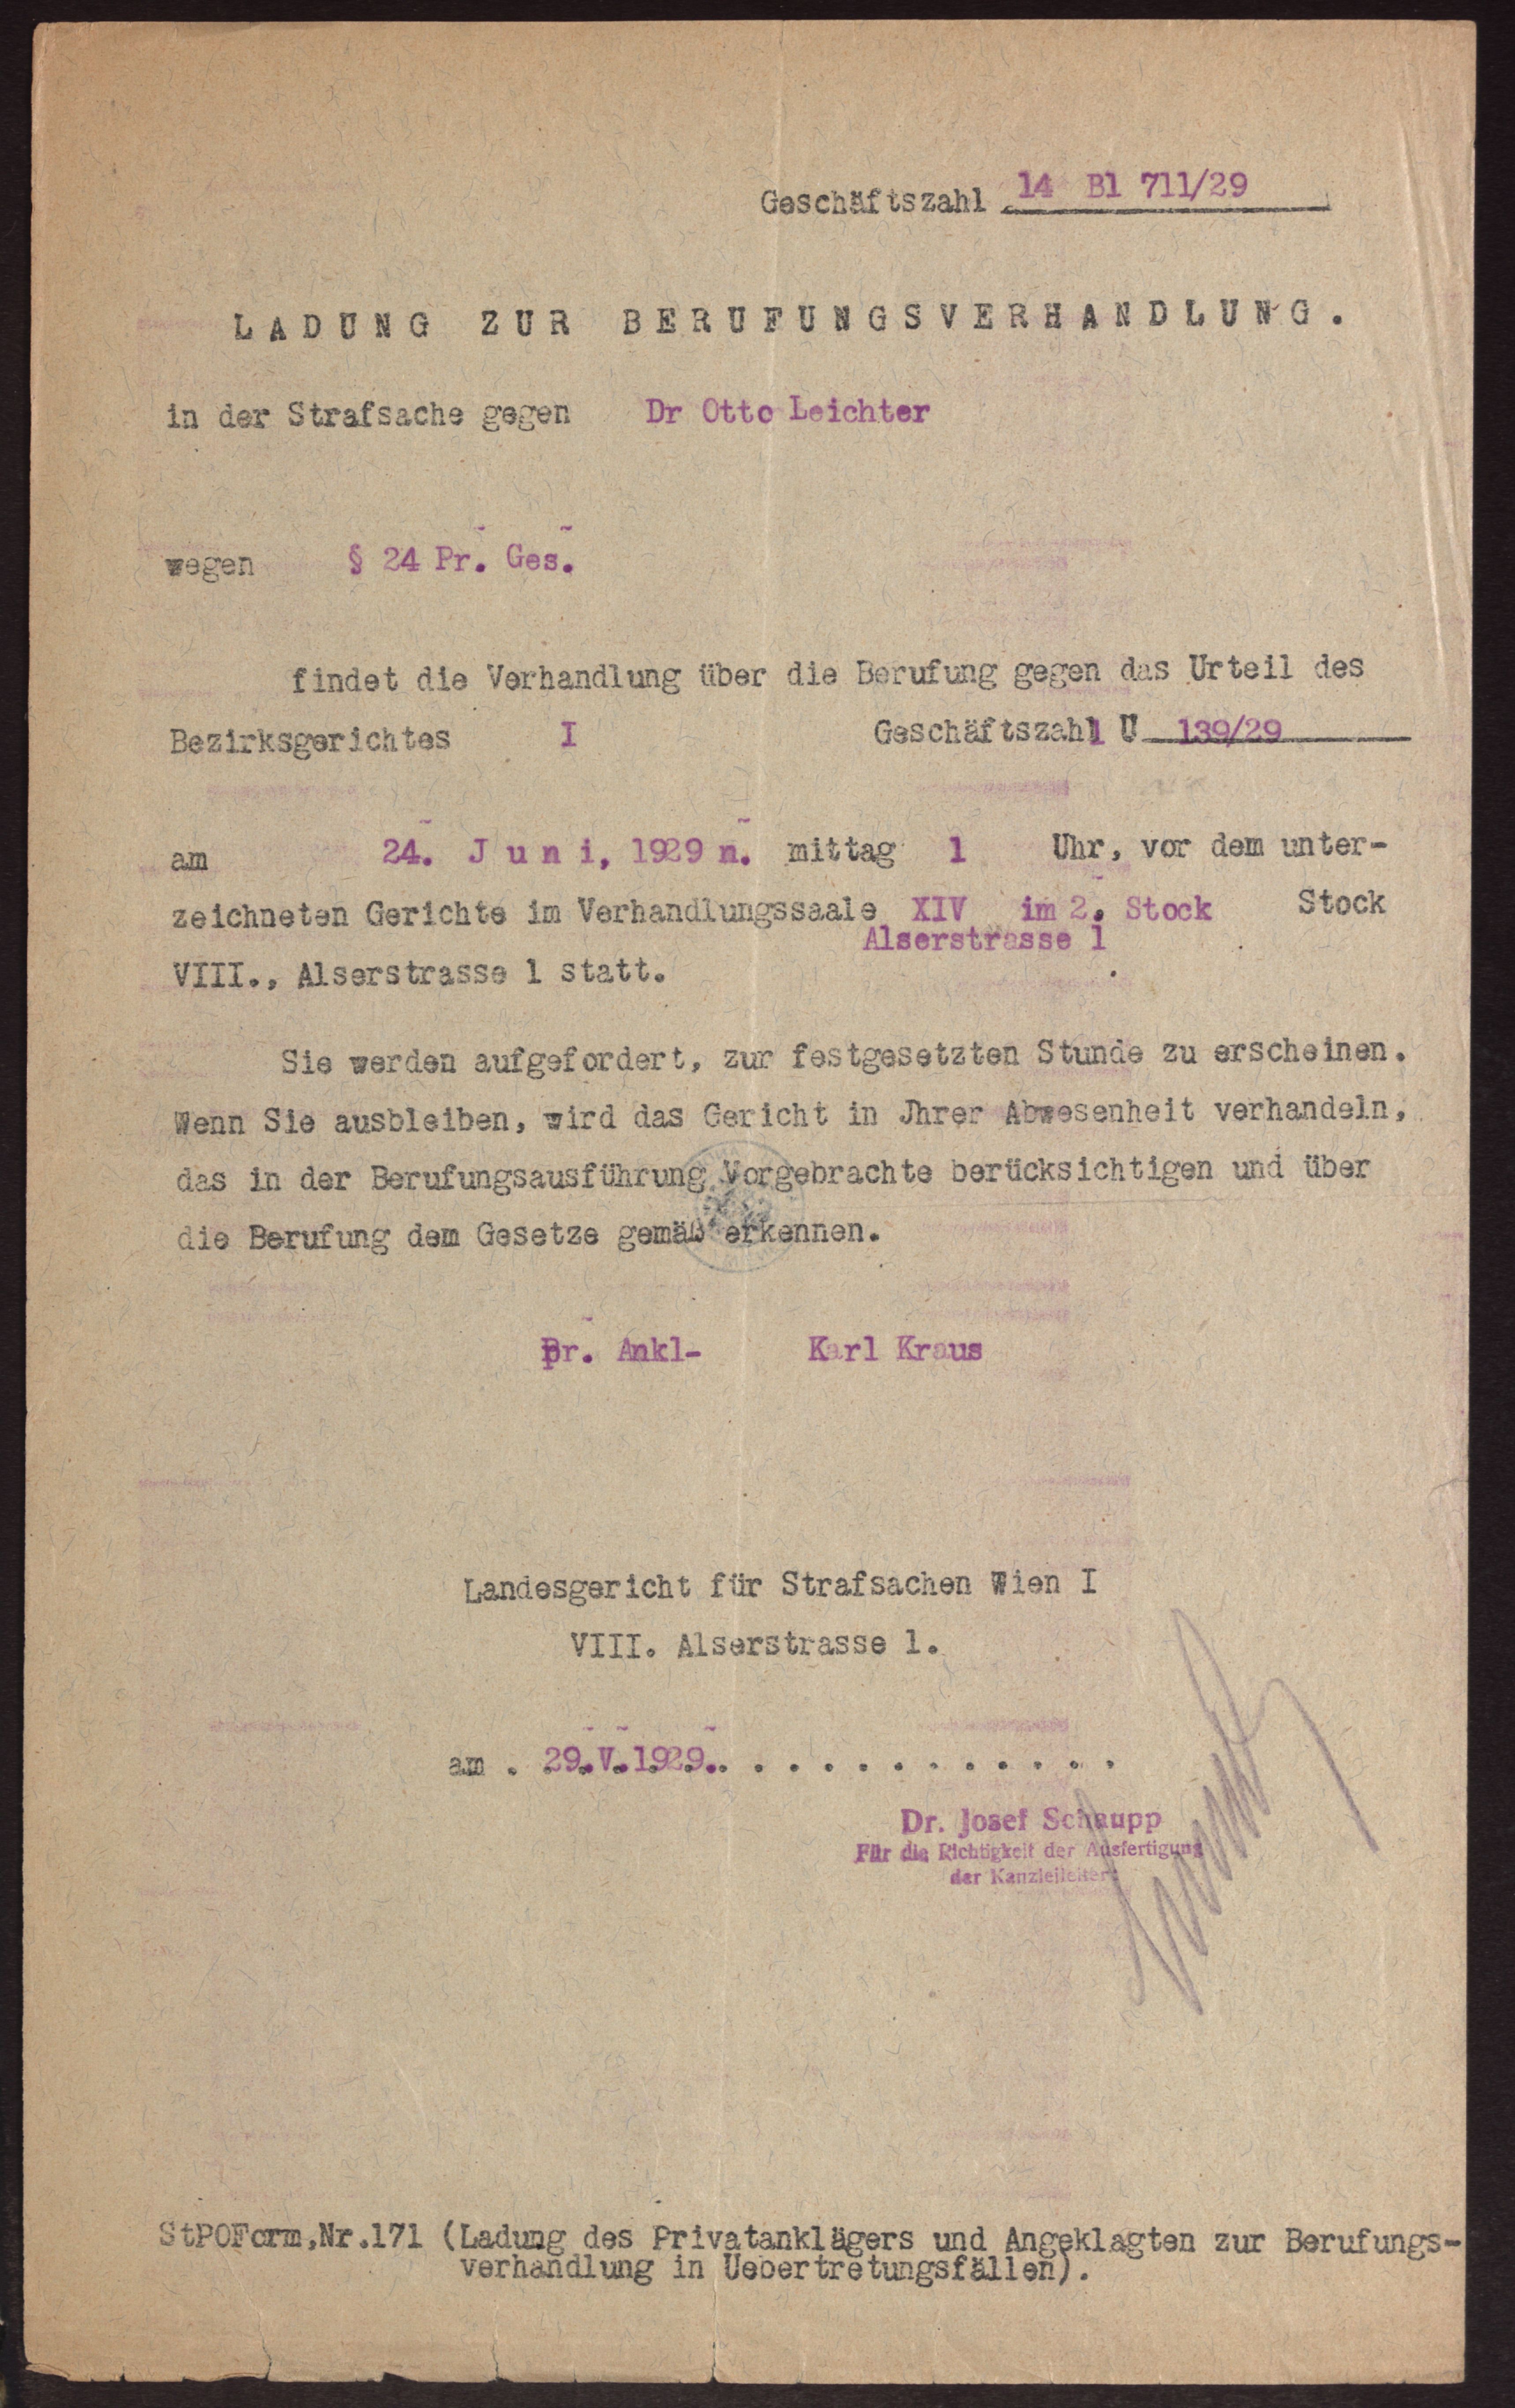 Geschäftszahl 14 Bl 711/29
LADUNG ZUR BERUFUNGSVERHANDLUNG.
in der Strafsache gegen Dr Otto Leichter
wegen § 24 Pr. Ges.
findet die Verhandlung über die Berufung gegen das Urteil des
Bezirksgerichtes I Geschäftszahl 1 U 139/29
am 24. Juni, 1929 n. mittag 1 Uhr, vor dem unter-
zeichneten Gerichte im Verhandlungssaale XIV im 2. Stock Stock
Alserstrasse 1
VIII., Alserstrasse 1 statt.
Sie werden aufgefordert, zur festgesetzten Stunde zu erscheinen.
Wenn Sie ausbleiben, wird das Gericht in Jhrer Abwesenheit verhandeln,
das in der Berufungsausführung Vorgebrachte berücksichtigen und über
die Berufung dem Gesetze gemäß erkennen.
Pr. Ankl- Karl Kraus
Landesgericht für Strafsachen Wien I
VIII. Alserstrasse 1.
am . 29.V.1929. . . . . . . . . . . . .
Dr. Josef Schaupp
Für die Richtigkeit der Ausfertigung
der Kanzleileiter:
StPOForm,Nr.171 (Ladung des Privatanklägers und Angeklagten zur Berufungs-
verhandlung in Uebertretungsfällen).